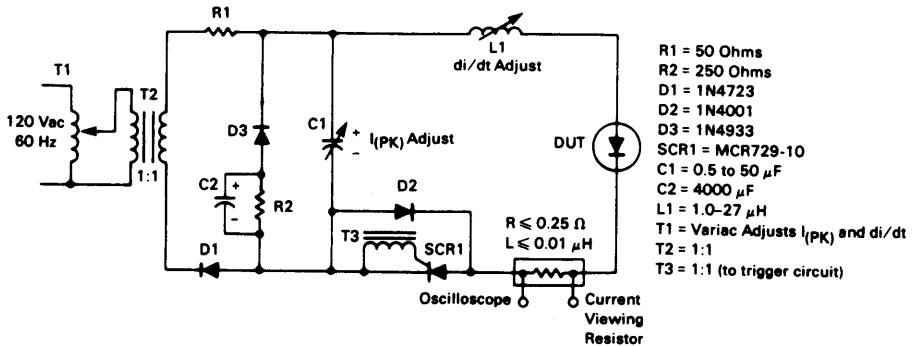 R1
T1
T2
L1
di/dt Adjust
120 Vac
60 Hz
1:1
D3
C1
+
−
I(PK) Adjust
DUT
C2
+
−
R2
D2
T3
SCR1
R ⩽ 0.25 Ω
L ⩽ 0.01 μH
D1
Oscilloscope
Current
Viewing
Resistor
R1 = 50 Ohms
R2 = 250 Ohms
D1 = 1N4723
D2 = 1N4001
D3 = 1N4933
SCR1 = MCR729-10
C1 = 0.5 to 50 μF
C2 = 4000 μF
L1 = 1.0–27 μH
T1 = Variac Adjusts I(PK) and di/dt
T2 = 1:1
T3 = 1:1 (to trigger circuit)